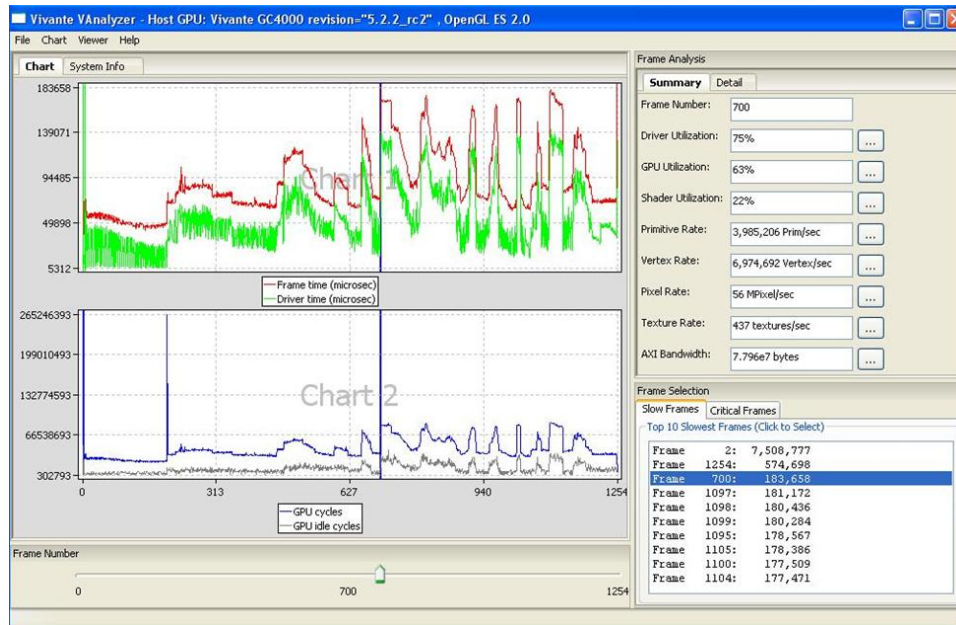 Vivante VAnalyzer - Host GPU: Vivante GC4000 revision="5.2.2_rc2" , OpenGL ES 2.0
File Chart Viewer Help
Chart System Info
183658
139071
94485
49898
5312
Chart 1
Frame time (microsec)
Driver time (microsec)
265246393
199010493
132774593
66538693
302793
Chart 2
0 313 627 940 1254
GPU cycles
GPU idle cycles
Frame Number
0 700 1254
Frame Analysis
Summary Detail
Frame Number: 700
Driver Utilization: 75% ...
GPU Utilization: 63% ...
Shader Utilization: 22% ...
Primitive Rate: 3,985,206 Prim/sec ...
Vertex Rate: 6,974,692 Vertex/sec ...
Pixel Rate: 56 MPixel/sec ...
Texture Rate: 437 textures/sec ...
AXI Bandwidth: 7.796e7 bytes ...
Frame Selection
Slow Frames Critical Frames
Top 10 Slowest Frames (Click to Select)
Frame 2: 7,508,777
Frame 1254: 574,698
Frame 700: 183,658
Frame 1097: 181,172
Frame 1098: 180,436
Frame 1099: 180,284
Frame 1095: 178,567
Frame 1105: 178,386
Frame 1100: 177,509
Frame 1104: 177,471